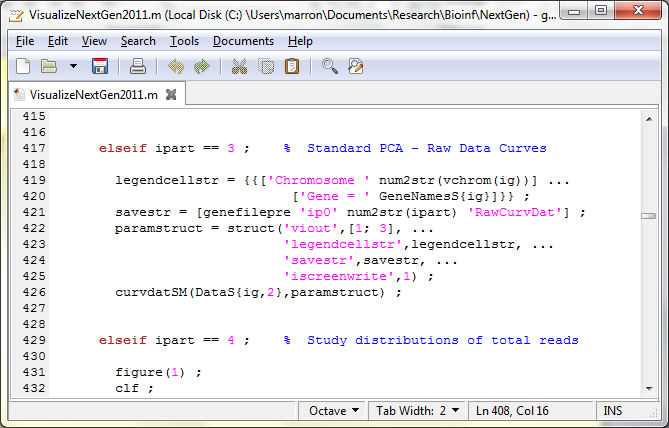 VisualizeNextGen2011.m (Local Disk (C:) \Users\marron\Documents\Research\Bioinf\NextGen) - g...
File Edit View Search Tools Documents Help
VisualizeNextGen2011.m
415
416
417 elseif ipart == 3 ; % Standard PCA - Raw Data Curves
418
419 legendcellstr = {{['Chromosome ' num2str(vchrom(ig))] ...
420 ['Gene = ' GeneNamesS{ig}]}} ;
421 savestr = [genefilepre 'ip0' num2str(ipart) 'RawCurvDat'] ;
422 paramstruct = struct('viout',[1; 3], ...
423 'legendcellstr',legendcellstr, ...
424 'savestr',savestr, ...
425 'iscreenwrite',1) ;
426 curvdatSM(DataS{ig,2},paramstruct) ;
427
428
429 elseif ipart == 4 ; % Study distributions of total reads
430
431 figure(1) ;
432 clf ;
Octave Tab Width: 2 Ln 408, Col 16 INS